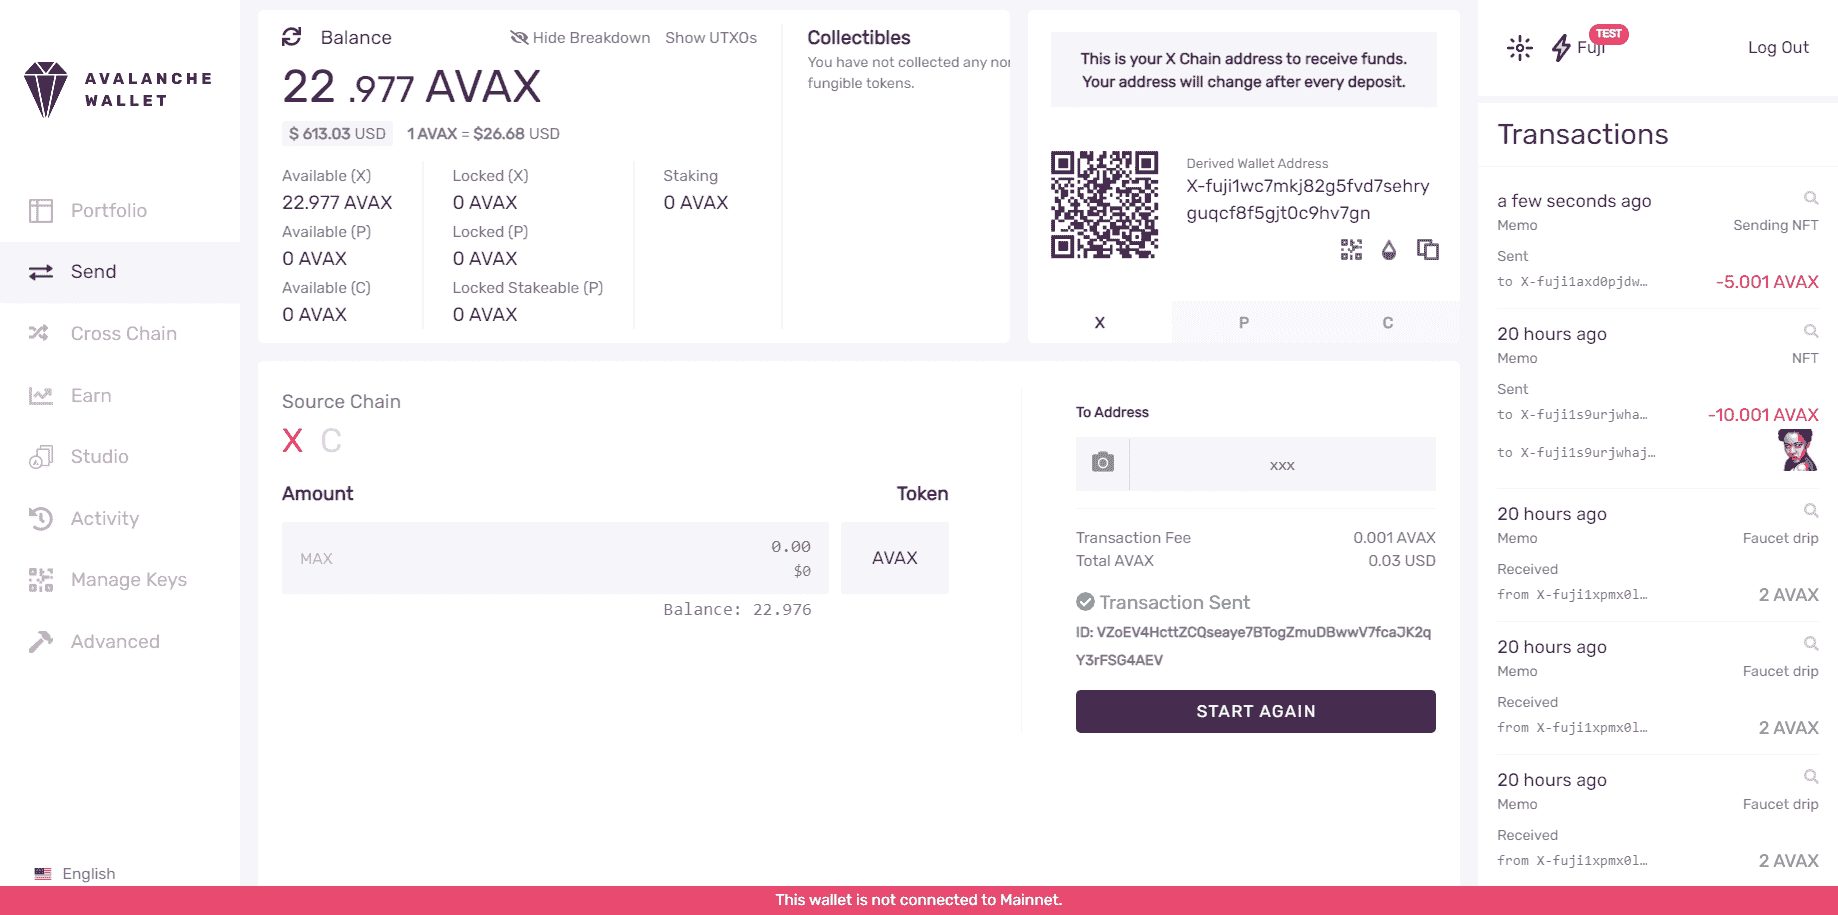 AVALANCHE
WALLET
Portfolio
Send
Cross Chain
Earn
Studio
Activity
Manage Keys
Advanced
English
Balance
Hide Breakdown Show UTXOs
22 .977 AVAX
$ 613.03 USD 1 AVAX = $26.68 USD
Available (X)
22.977 AVAX
Available (P)
0 AVAX
Available (C)
0 AVAX
Locked (X)
0 AVAX
Locked (P)
0 AVAX
Locked Stakeable (P)
0 AVAX
Staking
0 AVAX
Collectibles
You have not collected any nor
fungible tokens.
This is your X Chain address to receive funds.
Your address will change after every deposit.
Derived Wallet Address
X-fuji1wc7mkj82g5fvd7sehry
guqcf8f5gjt0c9hv7gn
X P C
Source Chain
X C
Amount Token
MAX 0.00
$0
AVAX
Balance: 22.976
To Address
xxx
Transaction Fee 0.001 AVAX
Total AVAX 0.03 USD
Transaction Sent
ID: VZoEV4HcttZCQseaye7BTogZmuDBwwV7fcaJK2q
Y3rFSG4AEV
START AGAIN
Fuji TEST Log Out
Transactions
a few seconds ago
Memo Sending NFT
Sent
to X-fuji1axd0pjdw… -5.001 AVAX
20 hours ago
Memo NFT
Sent
to X-fuji1s9urjwha… -10.001 AVAX
to X-fuji1s9urjwhaj…
20 hours ago
Memo Faucet drip
Received
from X-fuji1xpmx0l… 2 AVAX
20 hours ago
Memo Faucet drip
Received
from X-fuji1xpmx0l… 2 AVAX
20 hours ago
Memo Faucet drip
Received
from X-fuji1xpmx0l… 2 AVAX
This wallet is not connected to Mainnet.